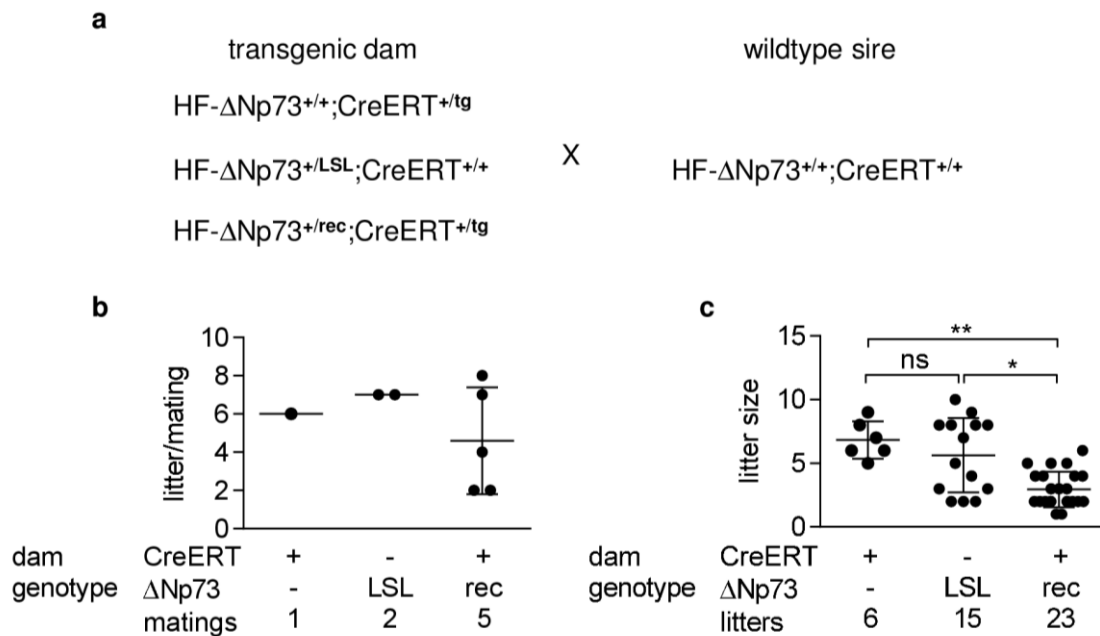 a
transgenic dam wildtype sire
HF-ΔNp73+/+;CreERT+/tg
HF-ΔNp73+/LSL;CreERT+/+ X HF-ΔNp73+/+;CreERT+/+
HF-ΔNp73+/rec;CreERT+/tg
b
litter/mating
10
8
6
4
2
0
dam CreERT + - +
genotype ΔNp73 - LSL rec
matings 1 2 5
c
litter size
15
10
5
0
**
ns *
dam CreERT + - +
genotype ΔNp73 - LSL rec
litters 6 15 23